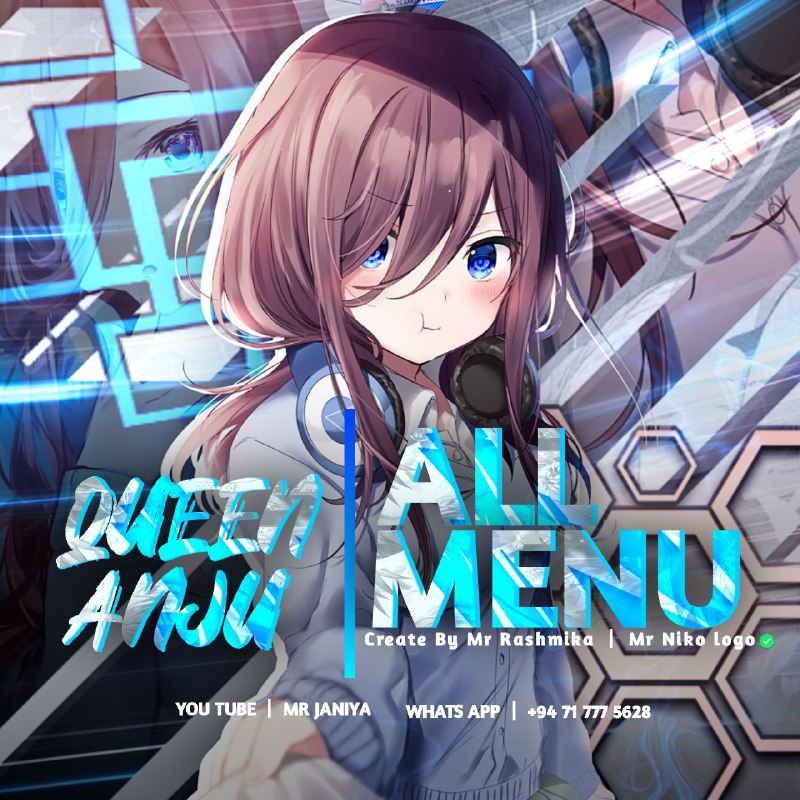 QUEEN
ANJU
ALL
MENU
Create By Mr Rashmika | Mr Niko logo
YOU TUBE | MR JANIYA
WHATS APP | +94 71 777 5628